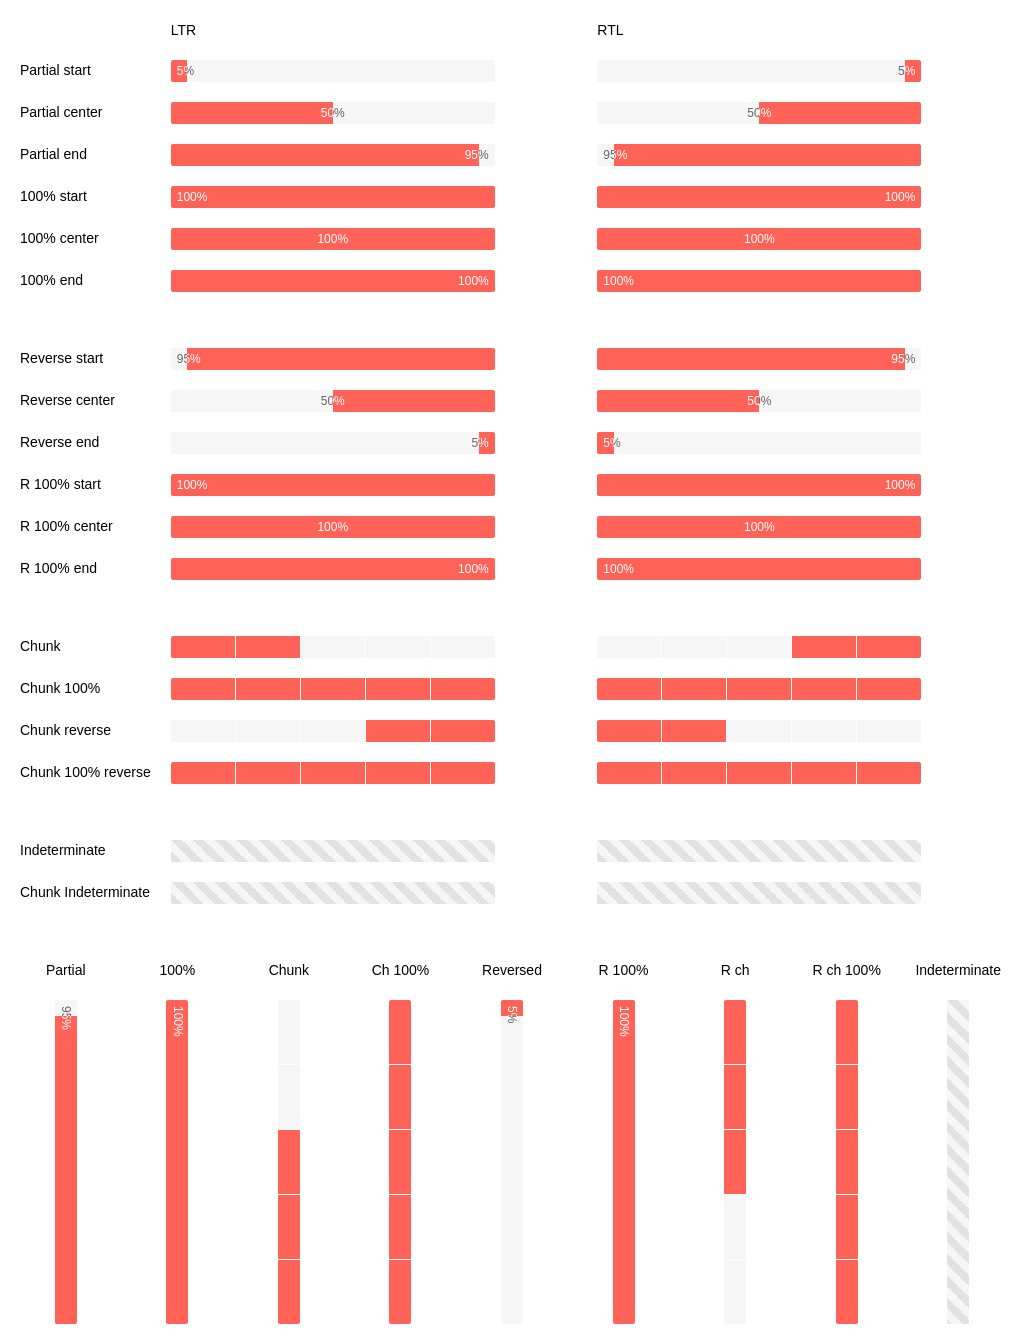 LTR RTL
Partial start 5% 5%
Partial center 50% 50%
Partial end 95% 95%
100% start 100% 100%
100% center 100% 100%
100% end 100% 100%
Reverse start 95% 95%
Reverse center 50% 50%
Reverse end 5% 5%
R 100% start 100% 100%
R 100% center 100% 100%
R 100% end 100% 100%
Chunk
Chunk 100%
Chunk reverse
Chunk 100% reverse
Indeterminate
Chunk Indeterminate
Partial 100% Chunk Ch 100% Reversed R 100% R ch R ch 100% Indeterminate
95% 100% 5% 100%